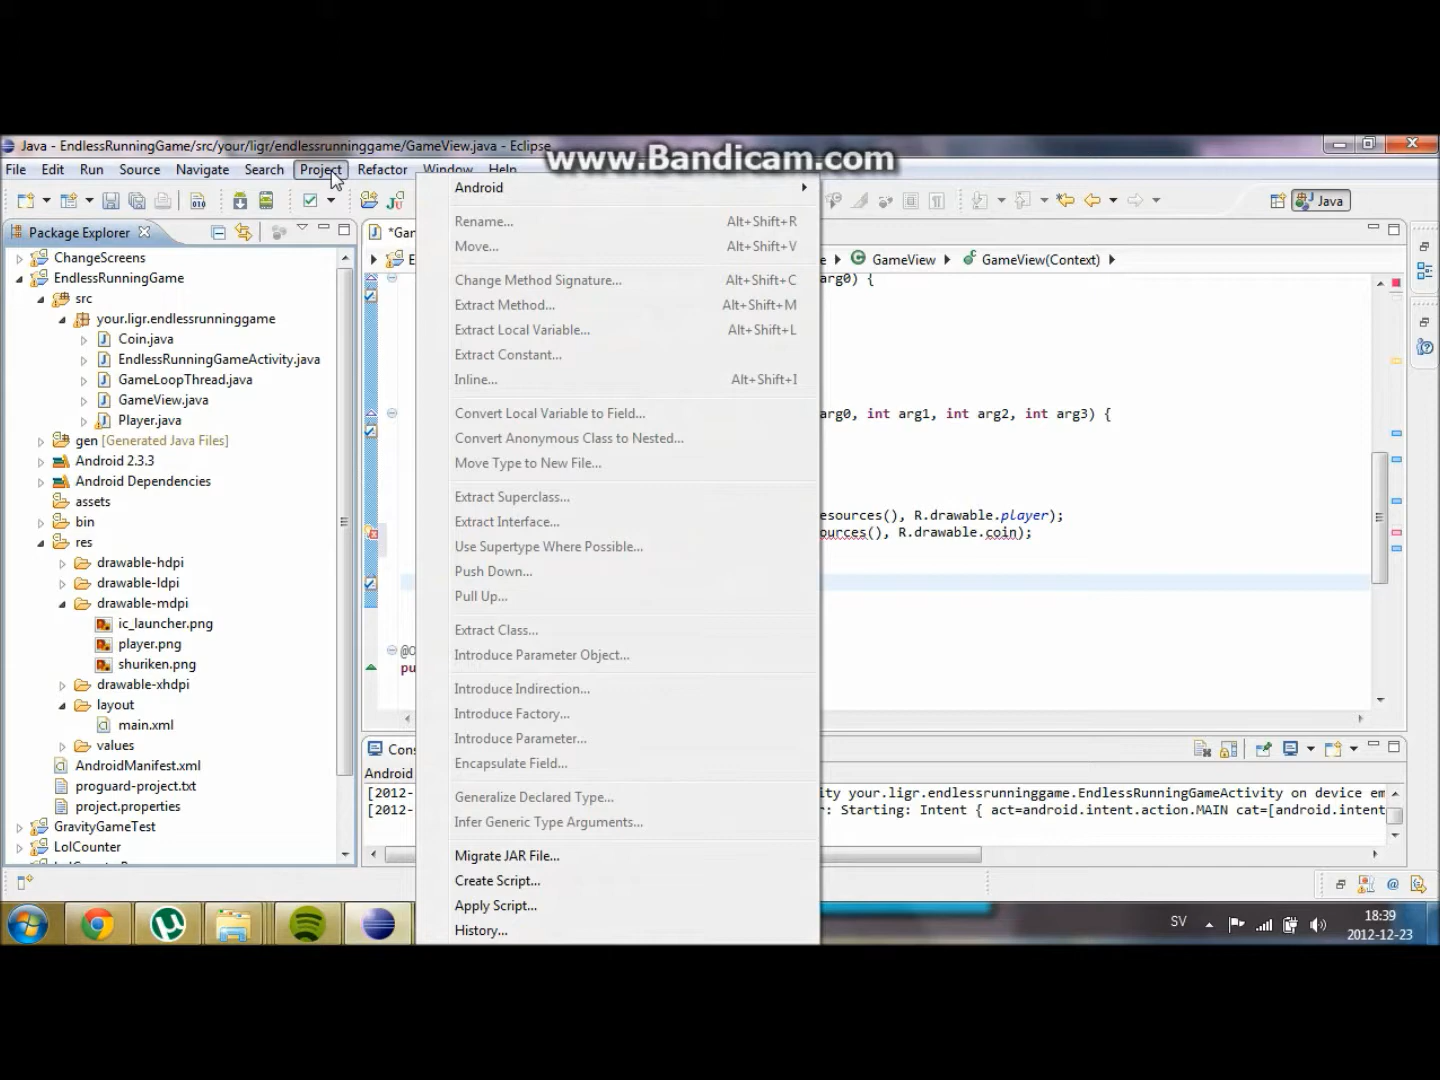 Java - EndlessRunningGame/src/your/ligr/endlessrunninggame/GameView.java - Eclipse
www.Bandicam.com
File Edit Run Source Navigate Search Project Refactor Window Help
Java
Package Explorer
ChangeScreens
EndlessRunningGame
src
your.ligr.endlessrunninggame
Coin.java
EndlessRunningGameActivity.java
GameLoopThread.java
GameView.java
Player.java
gen [Generated Java Files]
Android 2.3.3
Android Dependencies
assets
bin
res
drawable-hdpi
drawable-ldpi
drawable-mdpi
ic_launcher.png
player.png
shuriken.png
drawable-xhdpi
layout
main.xml
values
AndroidManifest.xml
proguard-project.txt
project.properties
GravityGameTest
LolCounter
Android
Rename... Alt+Shift+R
Move... Alt+Shift+V
Change Method Signature... Alt+Shift+C
Extract Method... Alt+Shift+M
Extract Local Variable... Alt+Shift+L
Extract Constant...
Inline... Alt+Shift+I
Convert Local Variable to Field...
Convert Anonymous Class to Nested...
Move Type to New File...
Extract Superclass...
Extract Interface...
Use Supertype Where Possible...
Push Down...
Pull Up...
Extract Class...
Introduce Parameter Object...
Introduce Indirection...
Introduce Factory...
Introduce Parameter...
Encapsulate Field...
Generalize Declared Type...
Infer Generic Type Arguments...
Migrate JAR File...
Create Script...
Apply Script...
History...
*Gan
E
GameView GameView(Context)
arg0) {
arg0, int arg1, int arg2, int arg3) {
esources(), R.drawable.player);
ources(), R.drawable.coin);
@O
pu
Cons
Android
[2012- ity your.ligr.endlessrunninggame.EndlessRunningGameActivity on device em
[2012- r: Starting: Intent { act=android.intent.action.MAIN cat=[android.intent
SV
18:39
2012-12-23